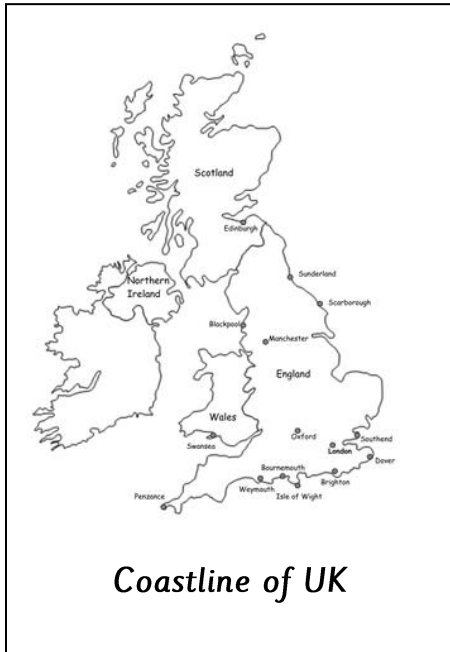 Scotland
Edinburgh
Sunderland
Northern
Ireland
Scarborough
Blackpool
Manchester
England
Wales
Oxford
Southend
Swansea
London
Dover
Bournemouth
Brighton
Weymouth
Isle of Wight
Penzance
Coastline of UK